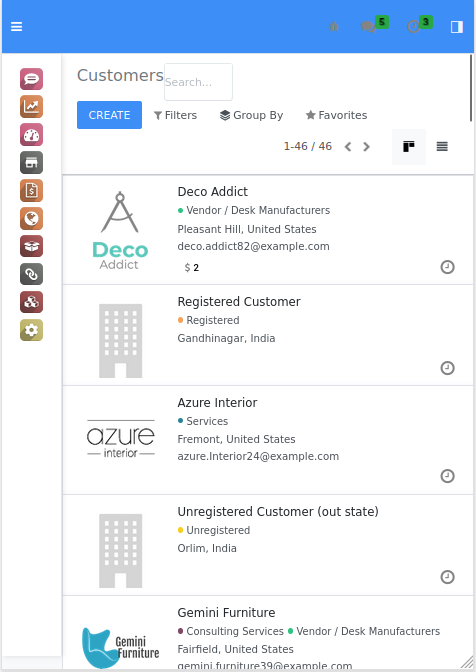 5
3
Customers
Search...
CREATE
Filters
Group By
Favorites
1-46 / 46
Deco Addict
Deco Addict
Vendor / Desk Manufacturers
Pleasant Hill, United States
deco.addict82@example.com
$ 2
Registered Customer
Registered
Gandhinagar, India
azure interior
Azure Interior
Services
Fremont, United States
azure.Interior24@example.com
Unregistered Customer (out state)
Unregistered
Orlim, India
Gemini Furniture
Gemini Furniture
Consulting Services
Vendor / Desk Manufacturers
Fairfield, United States
gemini.furniture39@example.com